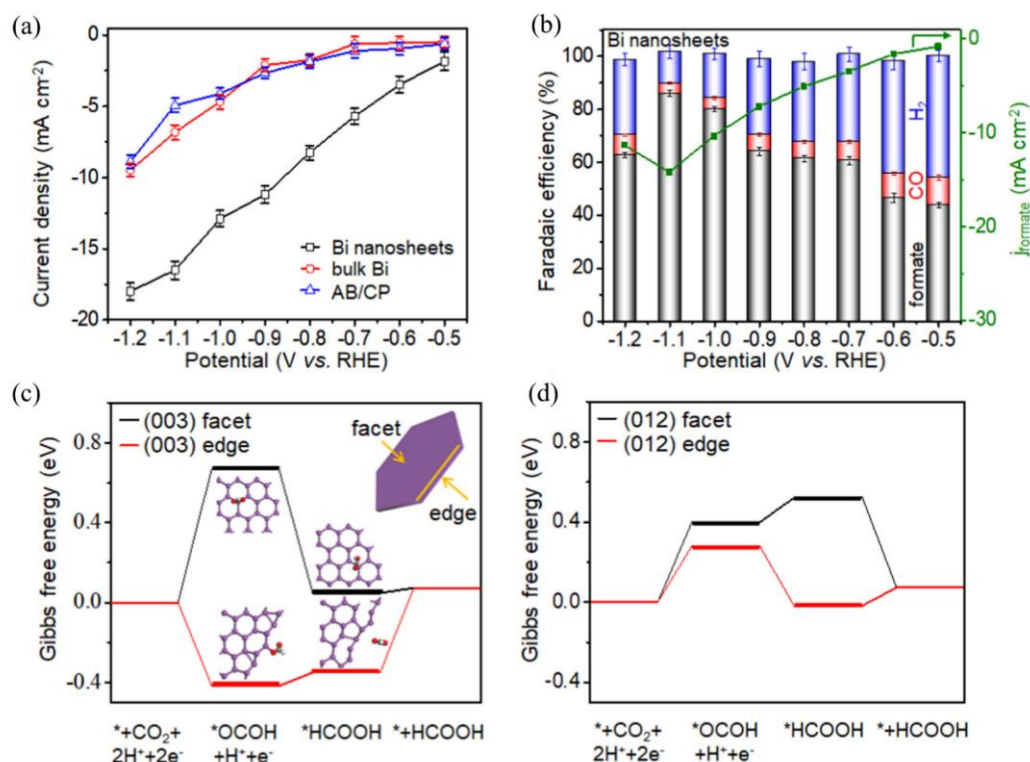 (a)
0
-5
-10
-15
-20
Current density (mA cm-2)
Bi nanosheets
bulk Bi
AB/CP
-1.2 -1.1 -1.0 -0.9 -0.8 -0.7 -0.6 -0.5
Potential (V vs. RHE)
(b)
Bi nanosheets
100
80
60
40
20
0
Faradaic efficiency (%)
H2
CO
formate
0
-10
-20
-30
jformate (mA cm-2)
-1.2 -1.1 -1.0 -0.9 -0.8 -0.7 -0.6 -0.5
Potential (V vs. RHE)
(c)
(003) facet
(003) edge
facet
edge
0.8
0.4
0.0
-0.4
Gibbs free energy (eV)
*+CO2+ *OCOH *HCOOH *+HCOOH
2H++2e- +H++e-
(d)
(012) facet
(012) edge
0.8
0.4
0.0
-0.4
Gibbs free energy (eV)
*+CO2+ *OCOH *HCOOH *+HCOOH
2H++2e- +H++e-